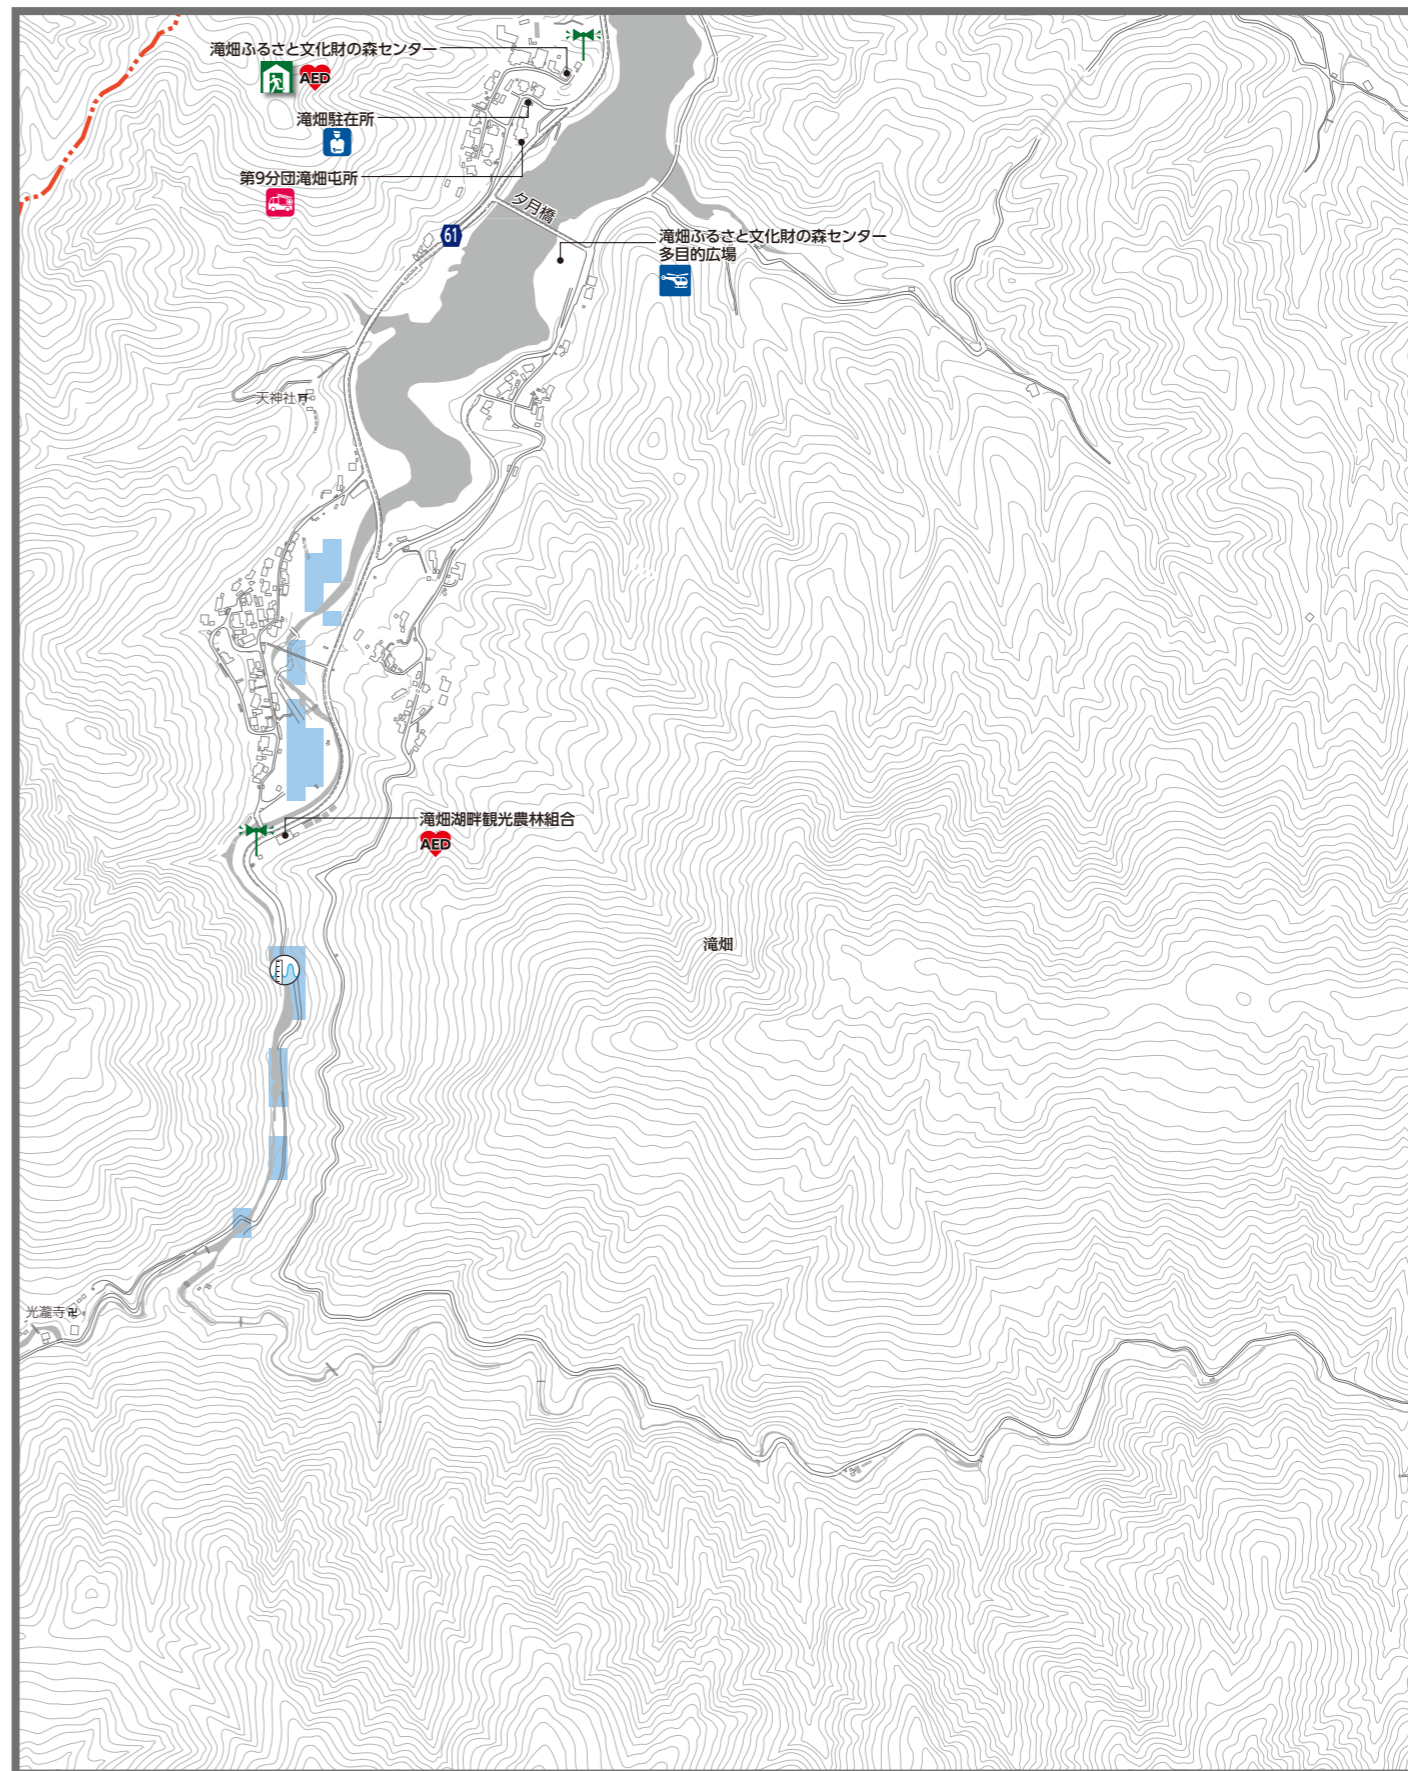 滝畑ふるさと文化財の森センター
AED
滝畑駐在所
第9分団滝畑屯所
夕月橋
61
滝畑ふるさと文化財の森センター
多目的広場
天神社
滝畑湖畔観光農林組合
AED
滝畑
光瀧寺